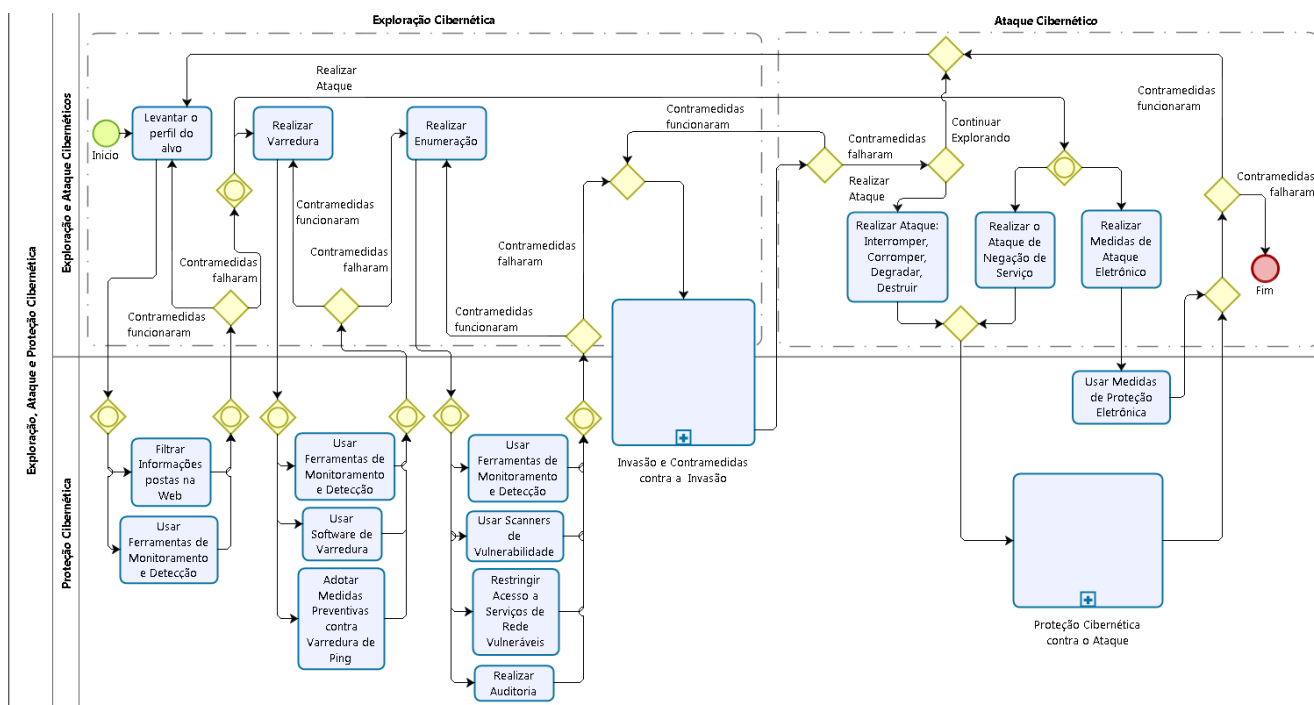 Exploração Cibernética
Ataque Cibernético
Exploração, Ataque e Proteção Cibernética
Exploração e Ataque Cibernéticos
Proteção Cibernética
Inicio
Levantar o
perfil do
alvo
Realizar
Ataque
Realizar
Varredura
Realizar
Enumeração
Contramedidas
funcionaram
Contramedidas
falharam
Contramedidas
funcionaram
Contramedidas
falharam
Contramedidas
funcionaram
Contramedidas
falharam
Contramedidas
funcionaram
Contramedidas
funcionaram
Contramedidas
falharam
Realizar
Ataque
Continuar
Explorando
Realizar Ataque:
Interromper,
Corromper,
Degradar,
Destruir
Realizar o
Ataque de
Negação de
Serviço
Realizar
Medidas de
Ataque
Eletrônico
Contramedidas
funcionaram
Contramedidas
falharam
Fim
Filtrar
Informações
postas na
Web
Usar
Ferramentas de
Monitoramento
e Detecção
Usar
Ferramentas de
Monitoramento
e Detecção
Usar
Software de
Varredura
Adotar
Medidas
Preventivas
contra
Varredura de
Ping
Usar
Ferramentas de
Monitoramento
e Detecção
Usar Scanners
de
Vulnerabilidade
Restringir
Acesso a
Serviços de
Rede
Vulneráveis
Realizar
Auditoria
Invasão e Contramedidas
contra a Invasão
Usar Medidas
de Proteção
Eletrônica
Proteção Cibernética
contra o Ataque